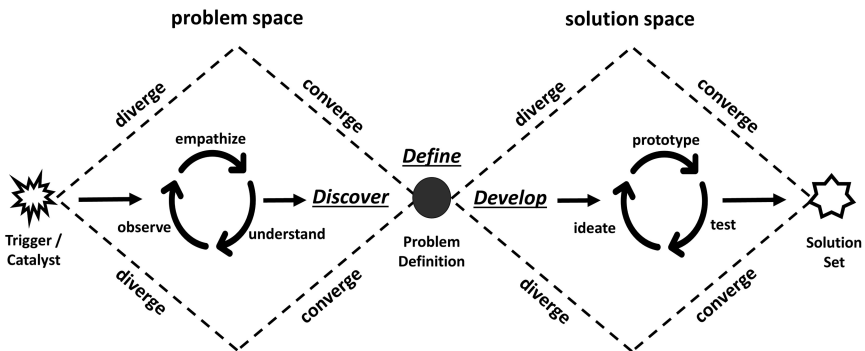 problem space
solution space
diverge
converge
diverge
converge
empathize
prototype
Define
Discover
Develop
observe
understand
ideate
test
Trigger /
Catalyst
Problem
Definition
Solution
Set
diverge
converge
diverge
converge